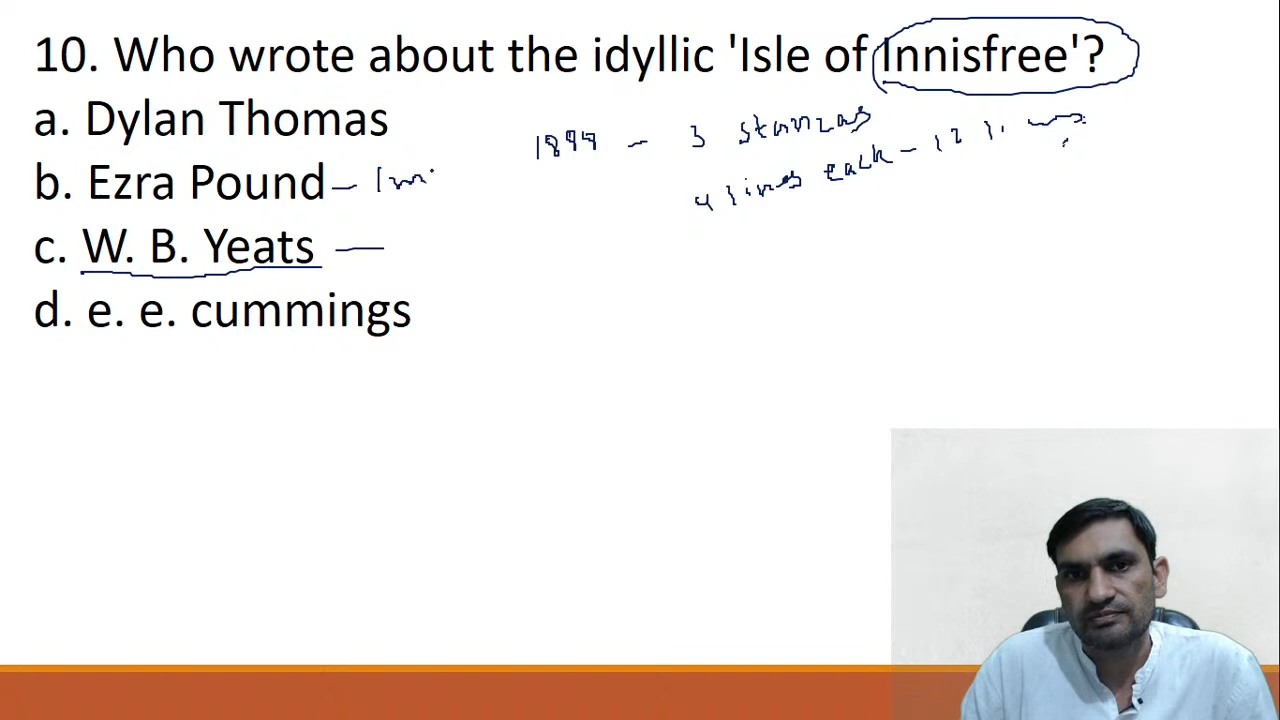 10. Who wrote about the idyllic 'Isle of Innisfree'?
a. Dylan Thomas
1899 – 3 stanzas
4 lines each – 12
b. Ezra Pound – Im
c. W. B. Yeats —
d. e. e. cummings